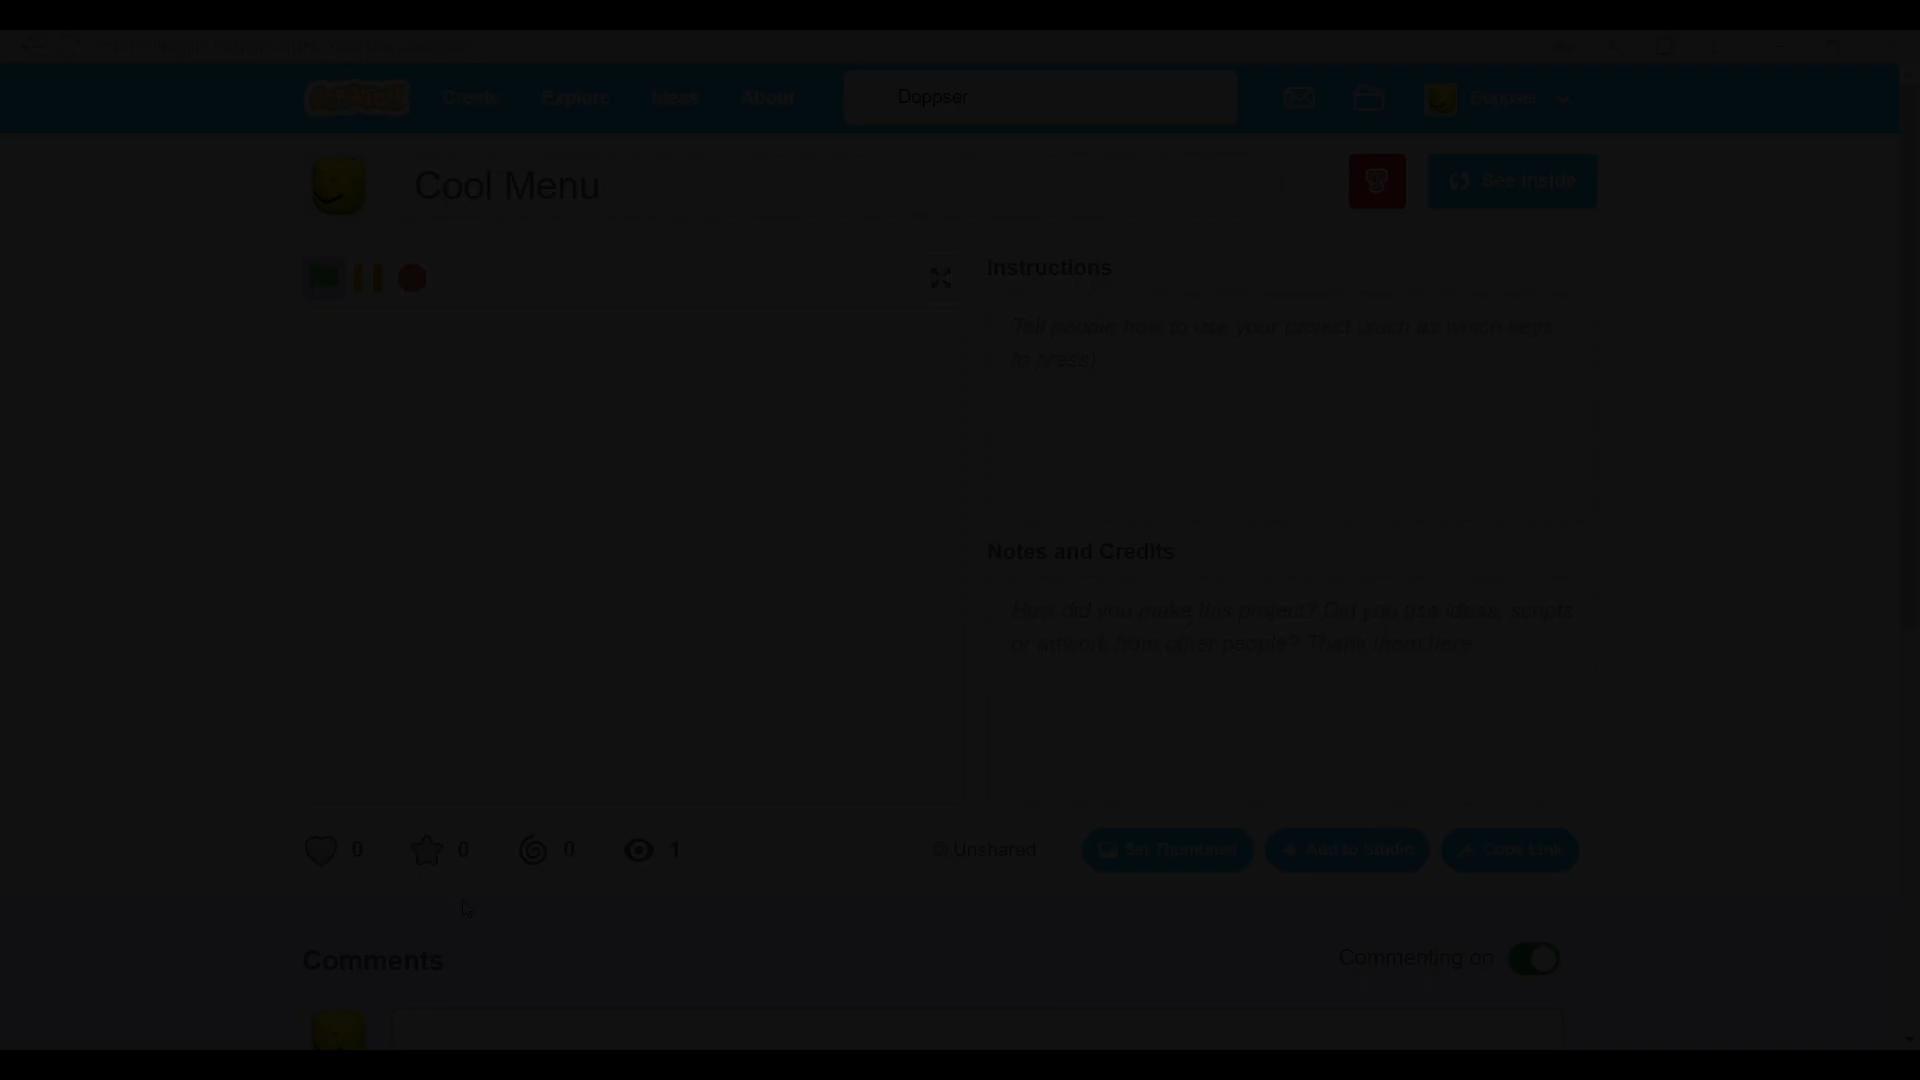 SCRATCH
Create
Explore
Ideas
About
Doppser
Doppser
Cool Menu
See inside
Instructions
Tell people how to use your project (such as which keys
to press).
Notes and Credits
How did you make this project? Did you use ideas, scripts
or artwork from other people? Thank them here.
0
0
0
1
© Unshared
Set Thumbnail
Add to Studio
Copy Link
Comments
Commenting on